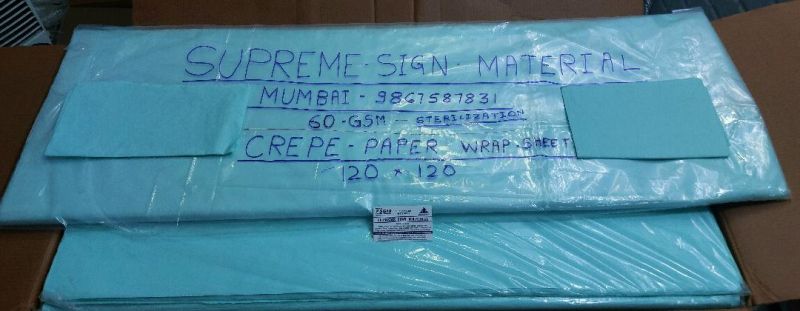 SUPREME-SIGN-MATERIAL
MUMBAI - 9867587831
60-GSM - STERILIZATION
CREPE-PAPER WRAP-SHEET
120 x 120